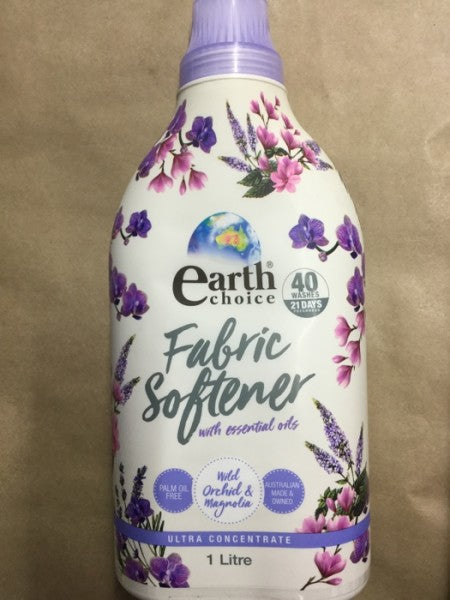 earth®
choice
40
WASHES
21 DAYS
FRESHNESS
Fabric
Softener
with essential oils
PALM OIL
FREE
Wild
Orchid &
Magnolia
AUSTRALIAN
MADE &
OWNED
ULTRA CONCENTRATE
1 Litre